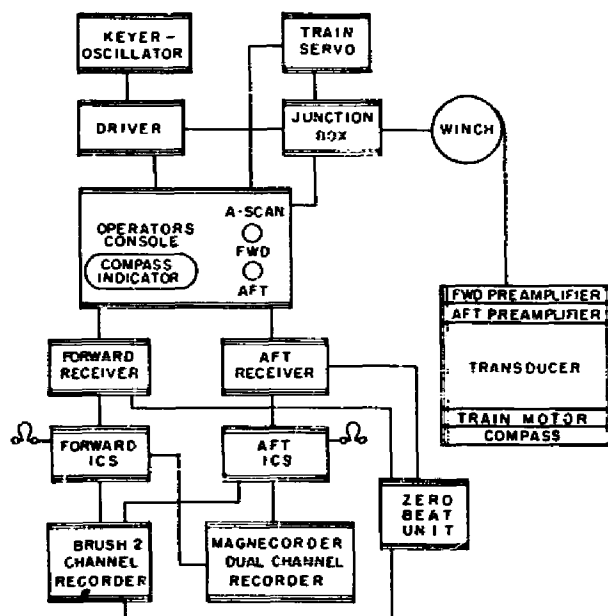 KEYER-
OSCILLATOR
TRAIN
SERVO
DRIVER
JUNCTION
BOX
WINCH
OPERATORS
CONSOLE
COMPASS
INDICATOR
A-SCAN
FWD
AFT
FWD PREAMPLIFIER
AFT PREAMPLIFIER
TRANSDUCER
TRAIN MOTOR
COMPASS
FORWARD
RECEIVER
AFT
RECEIVER
FORWARD
ICS
AFT
ICS
ZERO
BEAT
UNIT
BRUSH 2
CHANNEL
RECORDER
MAGNECORDER
DUAL CHANNEL
RECORDER